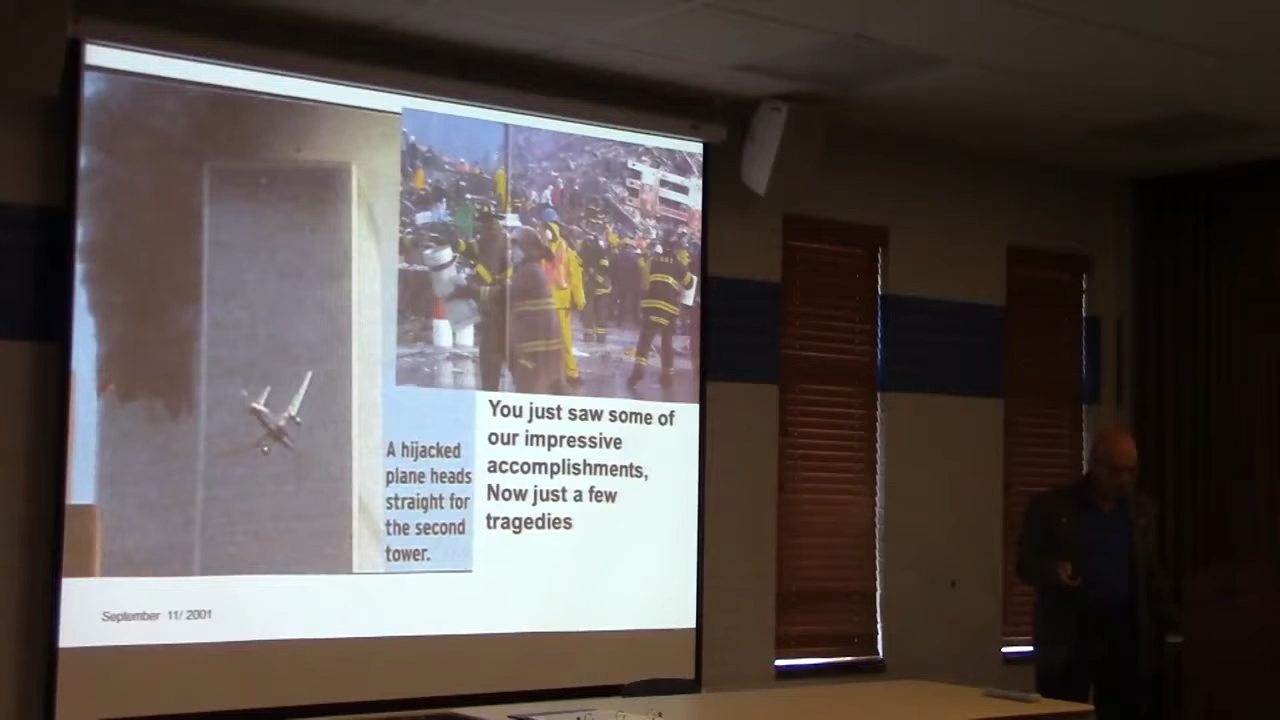 A hijacked
plane heads
straight for
the second
tower.
You just saw some of
our impressive
accomplishments,
Now just a few
tragedies
September 11/ 2001